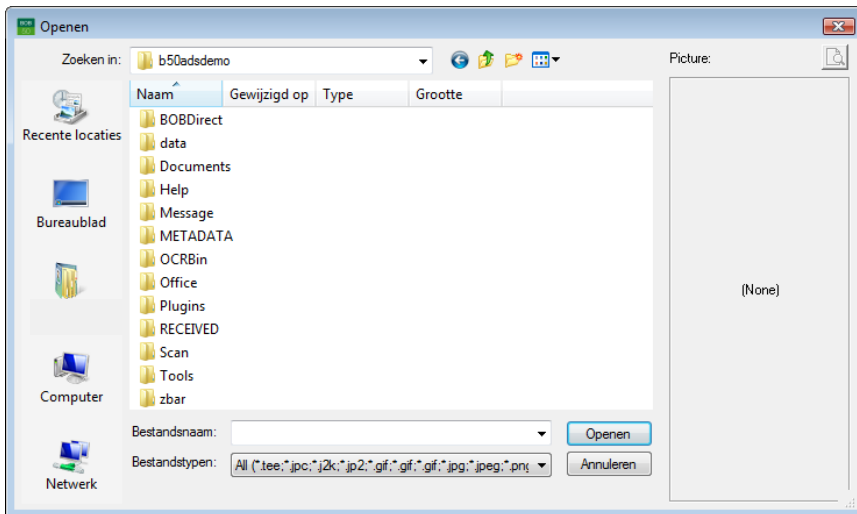 Openen
Zoeken in: b50adsdemo
Picture:
Naam Gewijzigd op Type Grootte
Recente locaties
Bureaublad
Computer
Netwerk
BOBDirect
data
Documents
Help
Message
METADATA
OCRBin
Office
Plugins
RECEIVED
Scan
Tools
zbar
(None)
Bestandsnaam:
Openen
Bestandstypen: All (*.tee;*.jpc;*.j2k;*.jp2;*.gif;*.gif;*.gif;*.jpg;*.jpeg;*.png
Annuleren